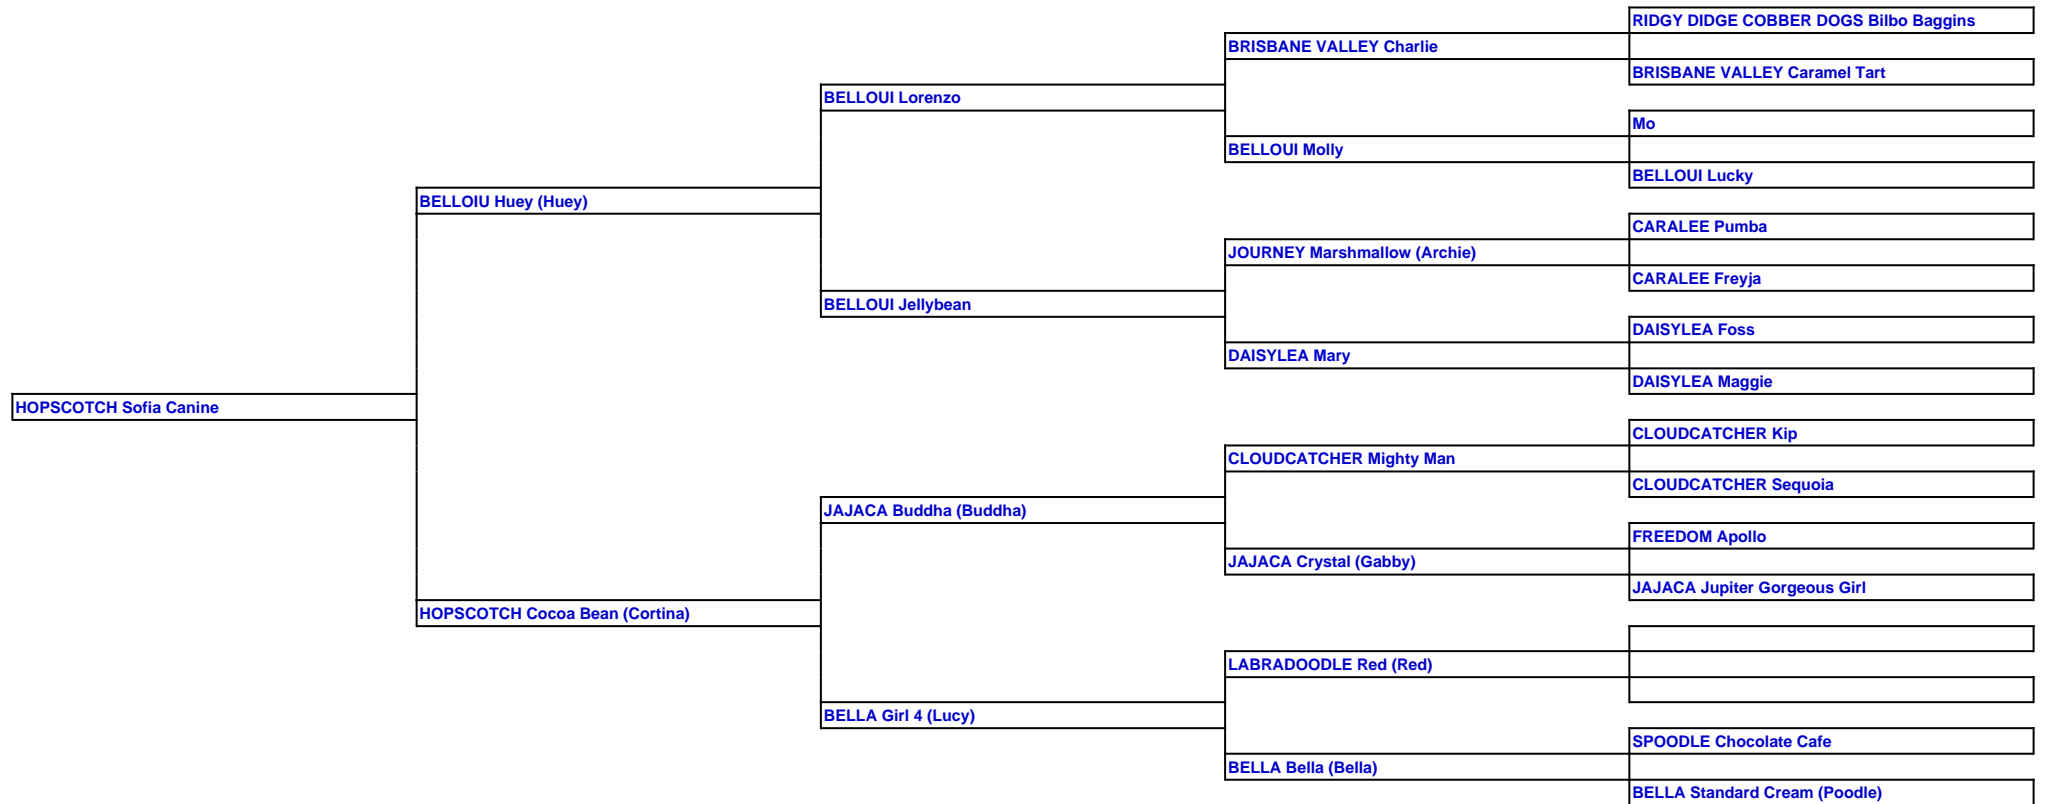 RIDGY DIDGE COBBER DOGS Bilbo Baggins
BRISBANE VALLEY Charlie
BRISBANE VALLEY Caramel Tart
BELLOUI Lorenzo
Mo
BELLOUI Molly
BELLOUI Lucky
BELLOIU Huey (Huey)
CARALEE Pumba
JOURNEY Marshmallow (Archie)
CARALEE Freyja
BELLOUI Jellybean
DAISYLEA Foss
DAISYLEA Mary
DAISYLEA Maggie
HOPSCOTCH Sofia Canine
CLOUDCATCHER Kip
CLOUDCATCHER Mighty Man
CLOUDCATCHER Sequoia
JAJACA Buddha (Buddha)
FREEDOM Apollo
JAJACA Crystal (Gabby)
JAJACA Jupiter Gorgeous Girl
HOPSCOTCH Cocoa Bean (Cortina)
LABRADOODLE Red (Red)
BELLA Girl 4 (Lucy)
SPOODLE Chocolate Cafe
BELLA Bella (Bella)
BELLA Standard Cream (Poodle)